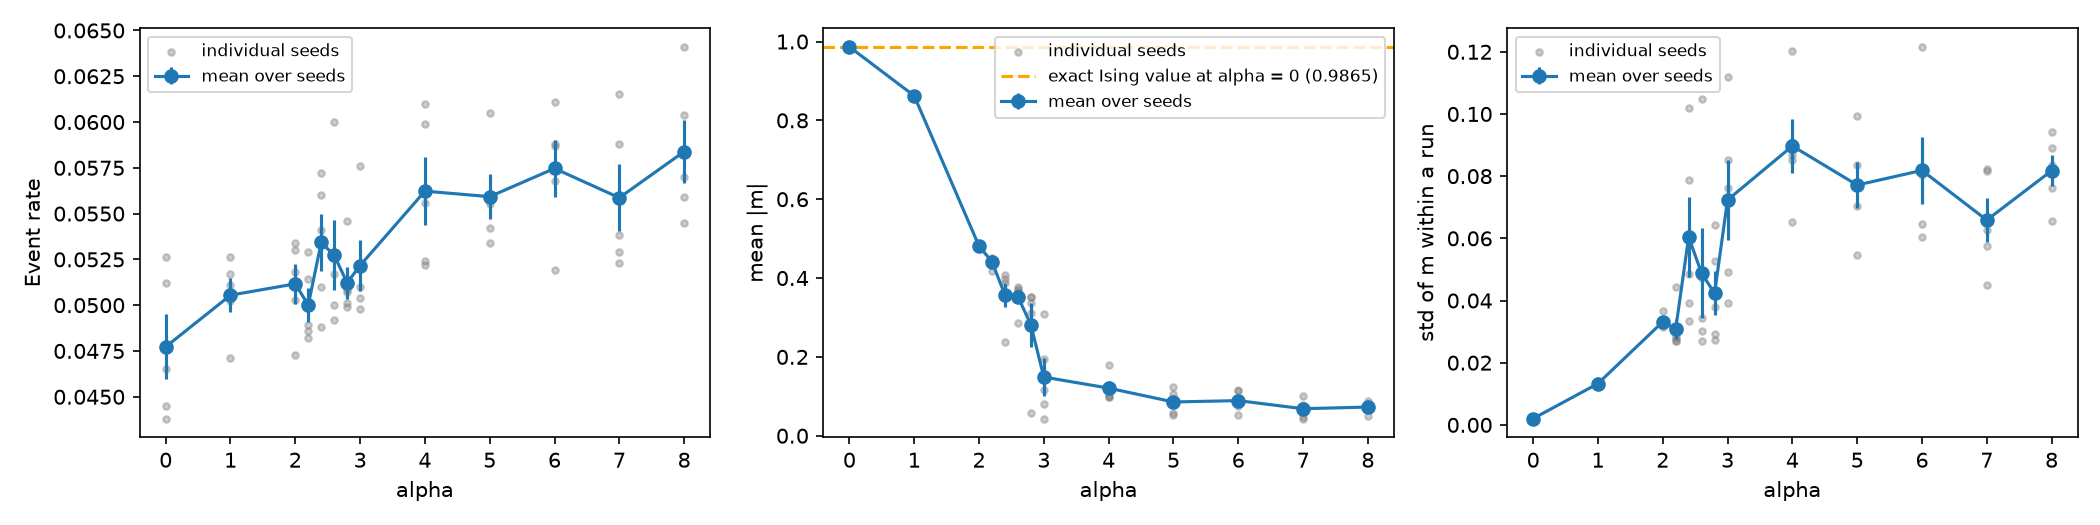 Event rate
0.0650
0.0625
0.0600
0.0575
0.0550
0.0525
0.0500
0.0475
0.0450
individual seeds
mean over seeds
0 1 2 3 4 5 6 7 8
alpha
mean |m|
1.0
0.8
0.6
0.4
0.2
0.0
individual seeds
exact Ising value at alpha = 0 (0.9865)
mean over seeds
0 1 2 3 4 5 6 7 8
alpha
std of m within a run
0.12
0.10
0.08
0.06
0.04
0.02
0.00
individual seeds
mean over seeds
0 1 2 3 4 5 6 7 8
alpha